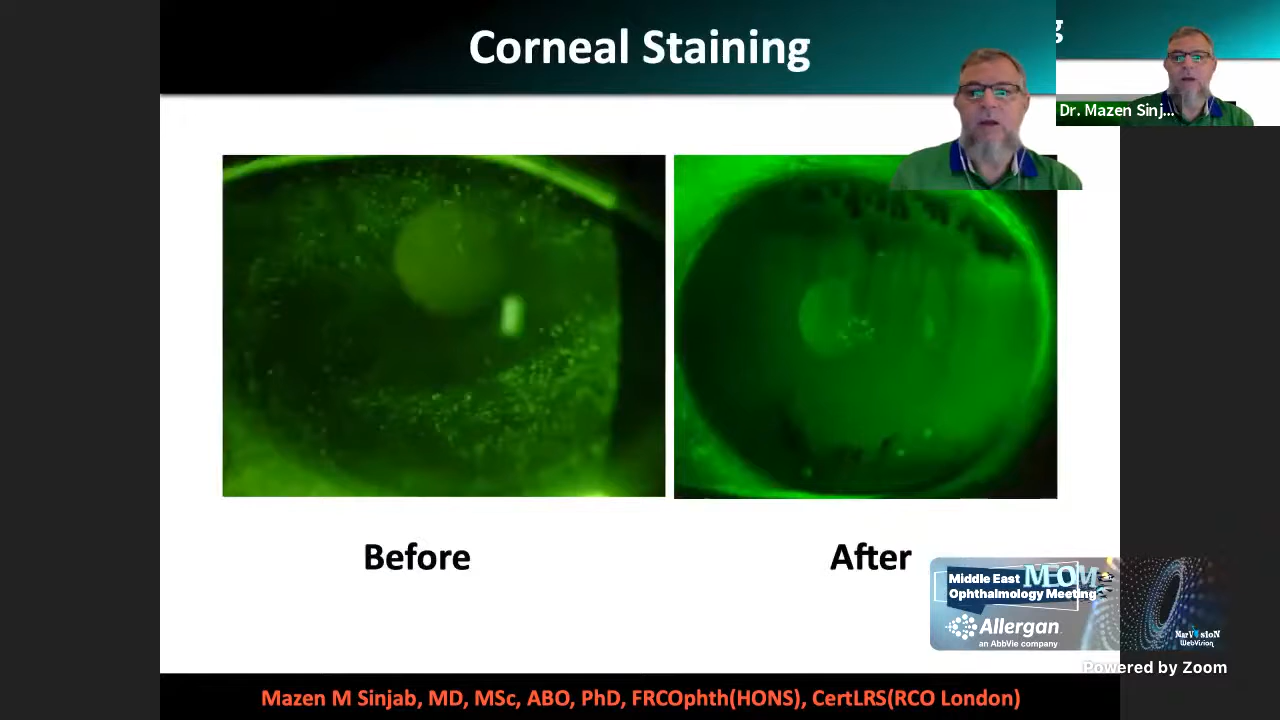 Corneal Staining
g
Dr. Mazen Sinj...
Before
After
Middle East MEOM
Ophthalmology Meeting
Allergan
an AbbVie company
MarViSioN
WebVision
Powered by Zoom
Mazen M Sinjab, MD, MSc, ABO, PhD, FRCOphth(HONS), CertLRS(RCO London)